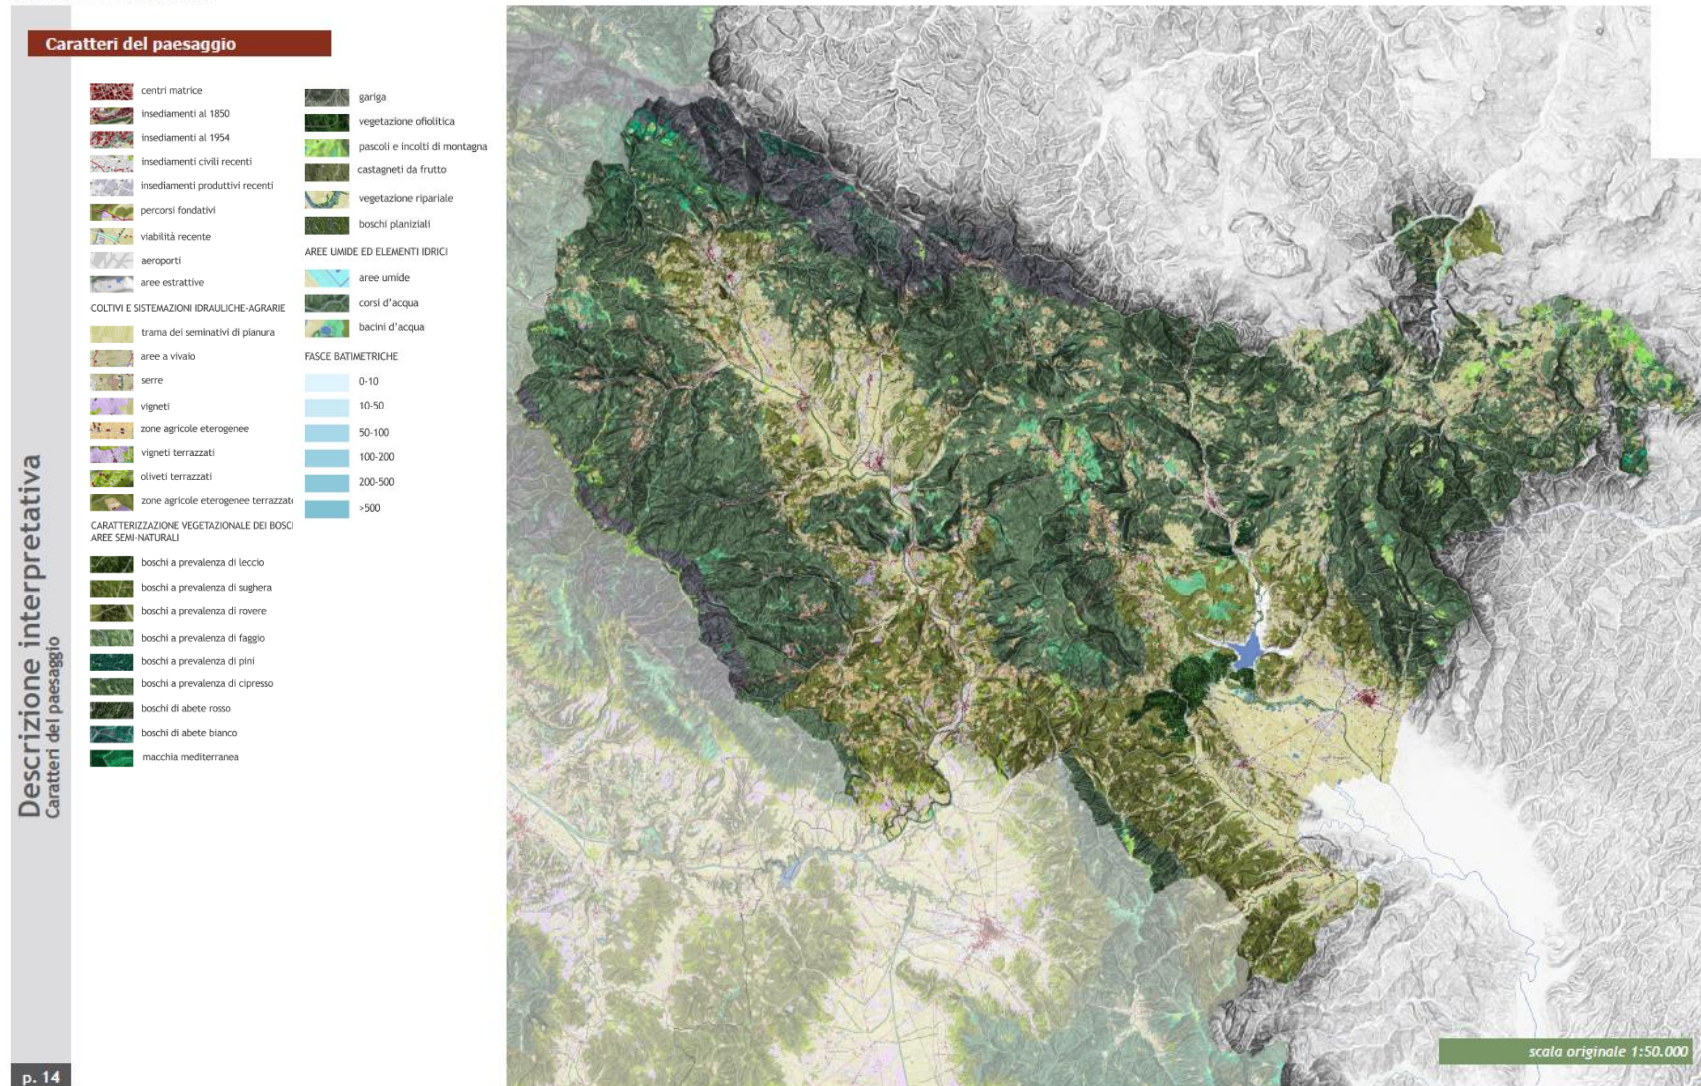 Caratteri del paesaggio
centri matrice
insediamenti al 1850
insediamenti al 1954
insediamenti civili recenti
insediamenti produttivi recenti
percorsi fondativi
viabilità recente
aeroporti
aree estrattive
COLTIVI E SISTEMAZIONI IDRAULICHE-AGRARIE
trama dei seminativi di pianura
aree a vivaio
serre
vigneti
zone agricole eterogenee
vigneti terrazzati
oliveti terrazzati
zone agricole eterogenee terrazzat
CARATTERIZZAZIONE VEGETAZIONALE DEI BOSC
AREE SEMI-NATURALI
boschi a prevalenza di leccio
boschi a prevalenza di sughera
boschi a prevalenza di rovere
boschi a prevalenza di faggio
boschi a prevalenza di pini
boschi a prevalenza di cipresso
boschi di abete rosso
boschi di abete bianco
macchia mediterranea
gariga
vegetazione ofiolitica
pascoli e incolti di montagna
castagneti da frutto
vegetazione ripariale
boschi planiziali
AREE UMIDE ED ELEMENTI IDRICI
aree umide
corsi d'acqua
bacini d'acqua
FASCE BATIMETRICHE
0-10
10-50
50-100
100-200
200-500
>500
Descrizione interpretativa
Caratteri del paesaggio
scala originale 1:50.000
p. 14